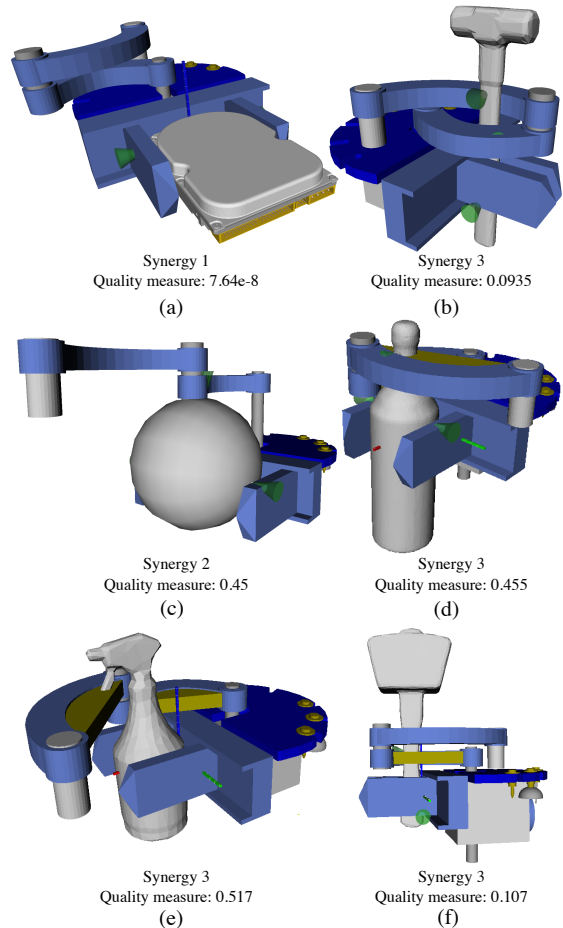 Synergy 1
Quality measure: 7.64e-8
(a)
Synergy 3
Quality measure: 0.0935
(b)
Synergy 2
Quality measure: 0.45
(c)
Synergy 3
Quality measure: 0.455
(d)
Synergy 3
Quality measure: 0.517
(e)
Synergy 3
Quality measure: 0.107
(f)